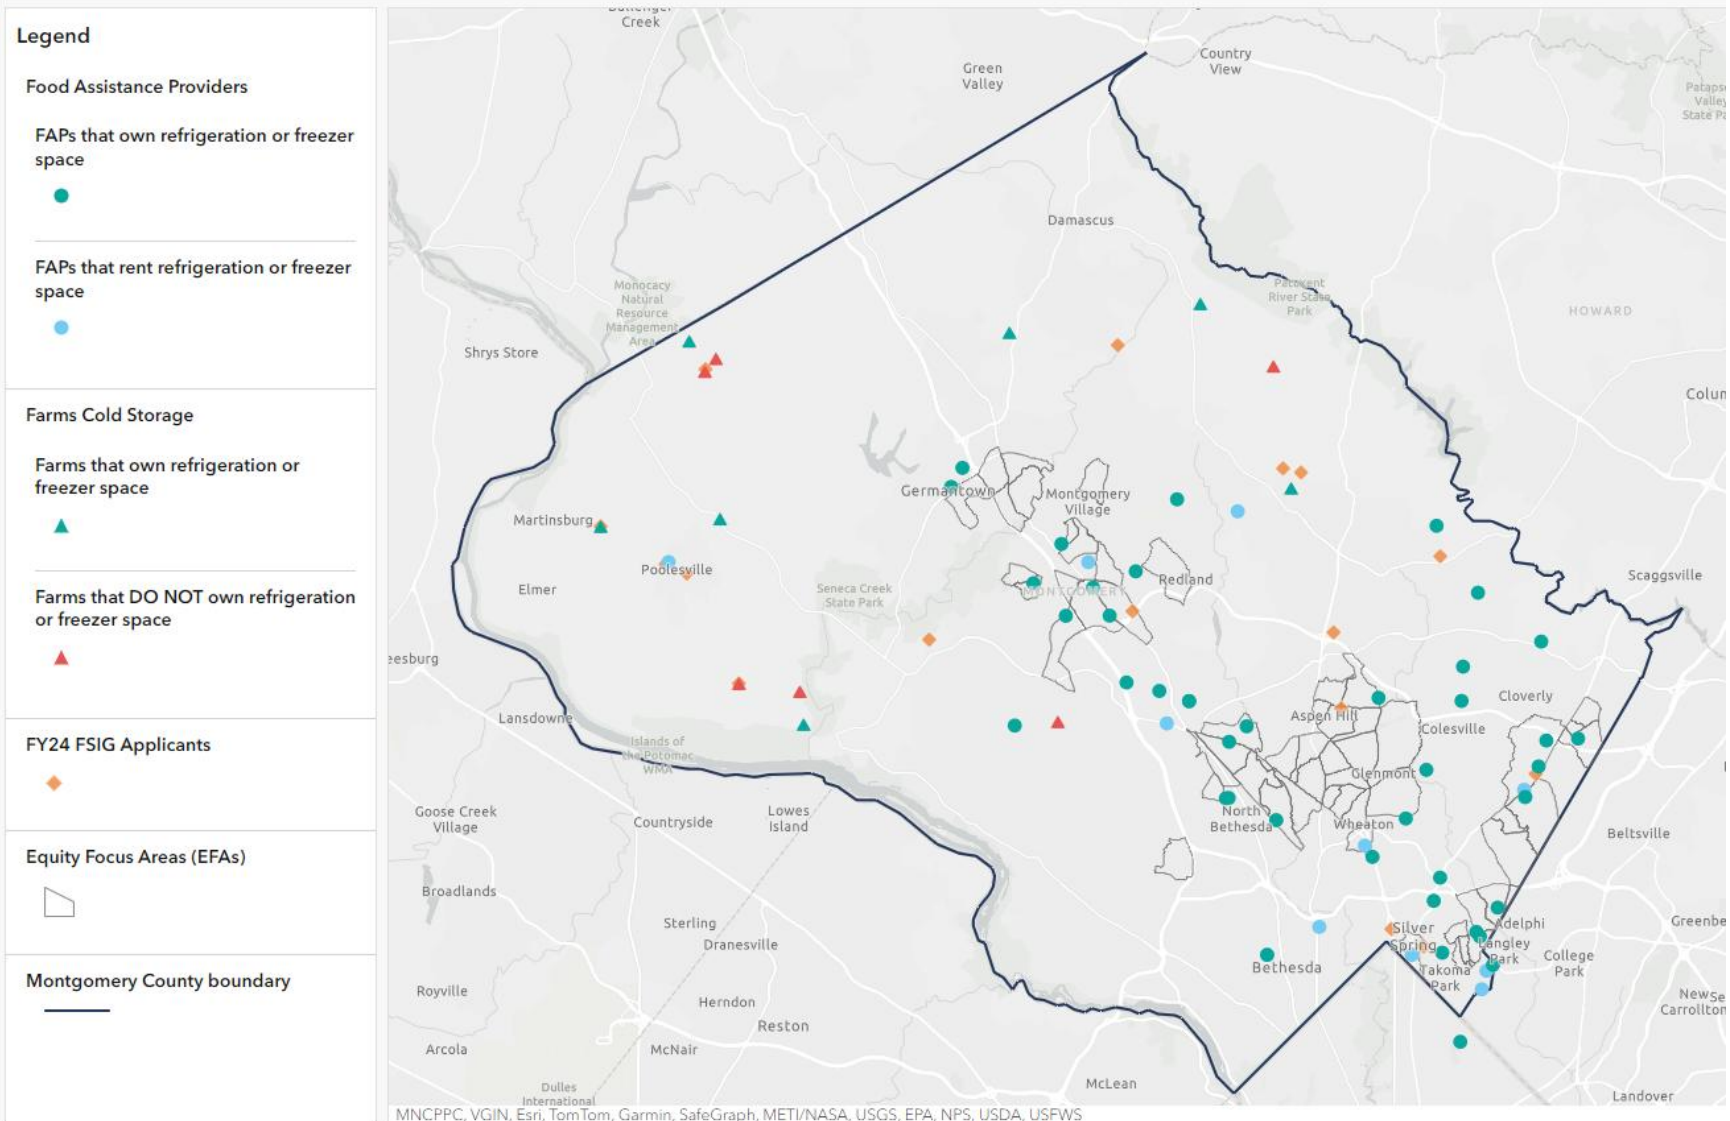 Legend
Food Assistance Providers
FAPs that own refrigeration or freezer
space
FAPs that rent refrigeration or freezer
space
Farms Cold Storage
Farms that own refrigeration or
freezer space
Farms that DO NOT own refrigeration
or freezer space
FY24 FSIG Applicants
Equity Focus Areas (EFAs)
Montgomery County boundary
Creek
Green
Valley
Country
View
Valley
State
Damascus
Monocacy
Natural
Resource
Management
Area
Patuxent
River State
Park
HOWARD
Shrys Store
Germantown
Montgomery
Village
Martinsburg
Poolesville
Elmer
Seneca Creek
State Park
Redland
MONTGOMERY
Scaggsville
Lansdowne
Islands of
the Potomac
WMA
Aspen Hill
Cloverly
Colesville
Glenmont
Goose Creek
Village
Countryside
Lowes
Island
North
Bethesda
Wheaton
Beltsville
Broadlands
Sterling
Dranesville
Silver
Spring
Adelphi
Langley
Park
College
Park
Bethesda
Takoma
Park
Royville
Herndon
Reston
New
Carrollton
Arcola
McNair
McLean
Dulles
International
Landover
MNCPPC, VGIN, Esri, TomTom, Garmin, SafeGraph, METI/NASA, USGS, EPA, NPS, USDA, USFWS